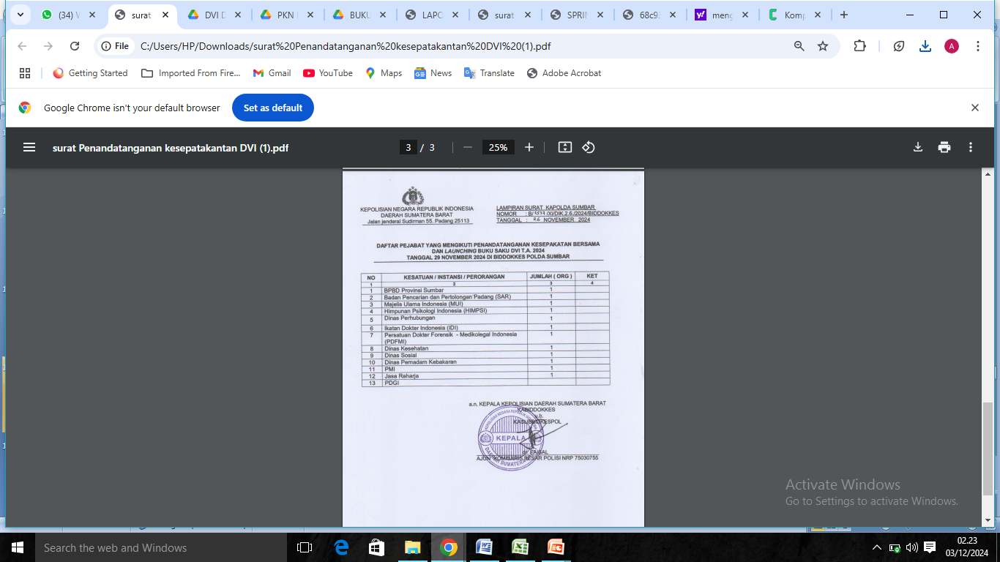 (34) W
surat
DVI D
PKN
BUKU
LAPO
surat
SPRIN
68c93
meng
Komp
File
C:/Users/HP/Downloads/surat%20Penandatanganan%20kesepatakantan%20DVI%20(1).pdf
A
Getting Started
Imported From Fire...
Gmail
YouTube
Maps
News
Translate
Adobe Acrobat
Google Chrome isn't your default browser
Set as default
surat Penandatanganan kesepatakantan DVI (1).pdf
3 / 3
25%
KEPOLISIAN NEGARA REPUBLIK INDONESIA
DAERAH SUMATERA BARAT
Jalan jenderal Sudirman 55. Padang 25113
LAMPIRAN SURAT KAPOLDA SUMBAR
NOMOR : B/ /XI/DIK.2.6./2024/BIDDOKKES
TANGGAL : 26 NOVEMBER 2024
DAFTAR PEJABAT YANG MENGIKUTI PENANDATANGANAN KESEPAKATAN BERSAMA
DAN LAUNCHING BUKU SAKU DVI T.A. 2024
TANGGAL 29 NOVEMBER 2024 DI BIDDOKKES POLDA SUMBAR
NO KESATUAN / INSTANSI / PERORANGAN JUMLAH ( ORG ) KET
1 2 3 4
1 BPBD Provinsi Sumbar 1
2 Badan Pencarian dan Pertolongan Padang (SAR) 1
3 Majelis Ulama Indonesia (MUI) 1
4 Himpunan Psikologi Indonesia (HIMPSI) 1
5 Dinas Perhubungan 1
6 Ikatan Dokter Indonesia (IDI) 1
7 Persatuan Dokter Forensik - Medikolegal Indonesia 1
(PDFMI)
8 Dinas Kesehatan 1
9 Dinas Sosial 1
10 Dinas Pemadam Kebakaran 1
11 PMI 1
12 Jasa Raharja 1
13 PDGI
a.n. KEPALA KEPOLISIAN DAERAH SUMATERA BARAT
KABIDDOKKES
u.b.
KASUBBIDDOKESPOL
KEPOLISIAN NEGARA REPUBLIK
KEPALA
DAERAH SUMATERA
dr. FAISAL
AJUN KOMISARIS BESAR POLISI NRP 75030755
Activate Windows
Go to Settings to activate Windows.
Search the web and Windows
02.23
03/12/2024